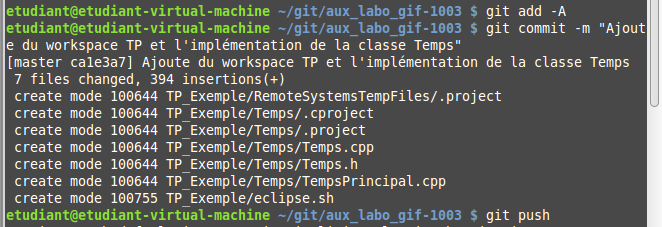 etudiant@etudiant-virtual-machine ~/git/aux_labo_gif-1003 $ git add -A
etudiant@etudiant-virtual-machine ~/git/aux_labo_gif-1003 $ git commit -m "Ajout
e du workspace TP et l'implémentation de la classe Temps"
[master ca1e3a7] Ajoute du workspace TP et l'implémentation de la classe Temps
 7 files changed, 394 insertions(+)
 create mode 100644 TP_Exemple/RemoteSystemsTempFiles/.project
 create mode 100644 TP_Exemple/Temps/.cproject
 create mode 100644 TP_Exemple/Temps/.project
 create mode 100644 TP_Exemple/Temps/Temps.cpp
 create mode 100644 TP_Exemple/Temps/Temps.h
 create mode 100644 TP_Exemple/Temps/TempsPrincipal.cpp
 create mode 100755 TP_Exemple/eclipse.sh
etudiant@etudiant-virtual-machine ~/git/aux_labo_gif-1003 $ git push